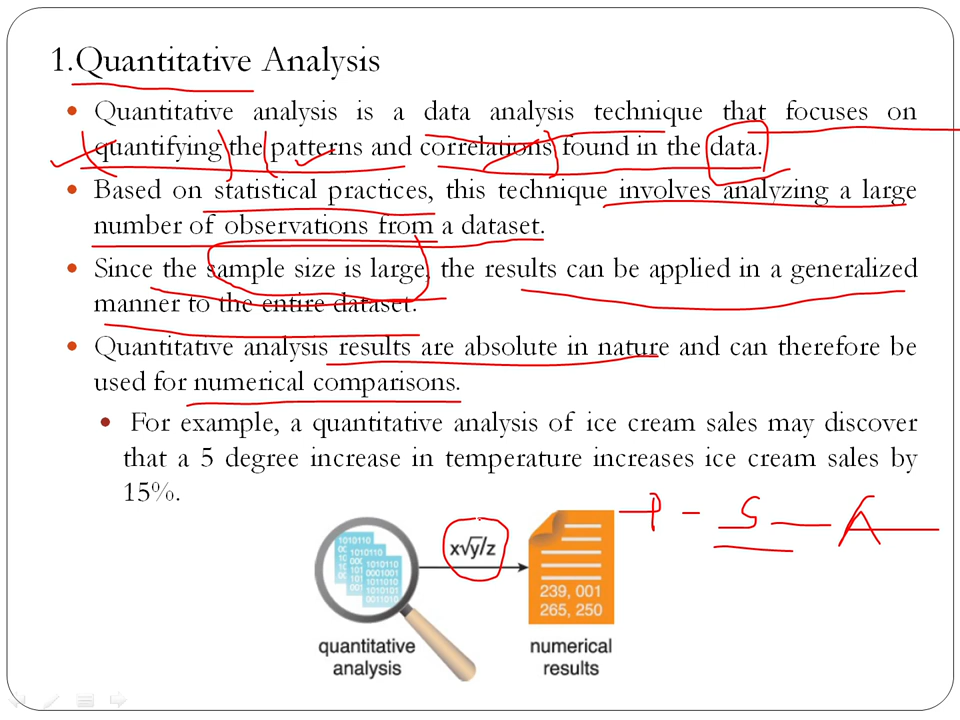 1.Quantitative Analysis
• Quantitative analysis is a data analysis technique that focuses on
quantifying the patterns and correlations found in the data.
• Based on statistical practices, this technique involves analyzing a large
number of observations from a dataset.
• Since the sample size is large, the results can be applied in a generalized
manner to the entire dataset.
• Quantitative analysis results are absolute in nature and can therefore be
used for numerical comparisons.
• For example, a quantitative analysis of ice cream sales may discover
that a 5 degree increase in temperature increases ice cream sales by
15%.
P - S - A
x√y/z
239, 001
265, 250
quantitative
analysis
numerical
results